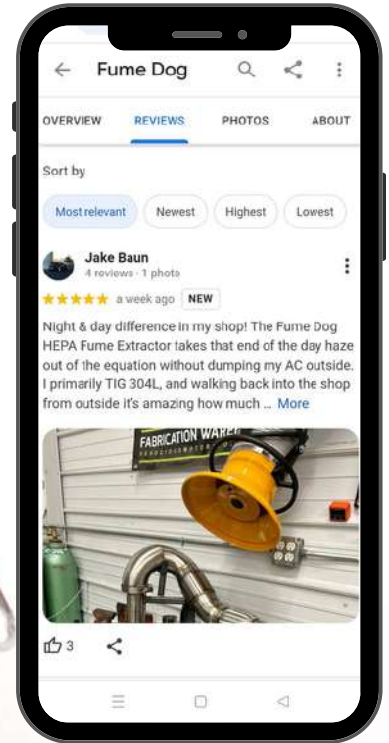 Fume Dog
OVERVIEW REVIEWS PHOTOS ABOUT
Sort by
Most relevant Newest Highest Lowest
Jake Baun
4 reviews · 1 photo
a week ago NEW
Night & day difference in my shop! The Fume Dog
HEPA Fume Extractor takes that end of the day haze
out of the equation without dumping my AC outside.
I primarily TIG 304L, and walking back into the shop
from outside it's amazing how much ... More
FABRICATION
3